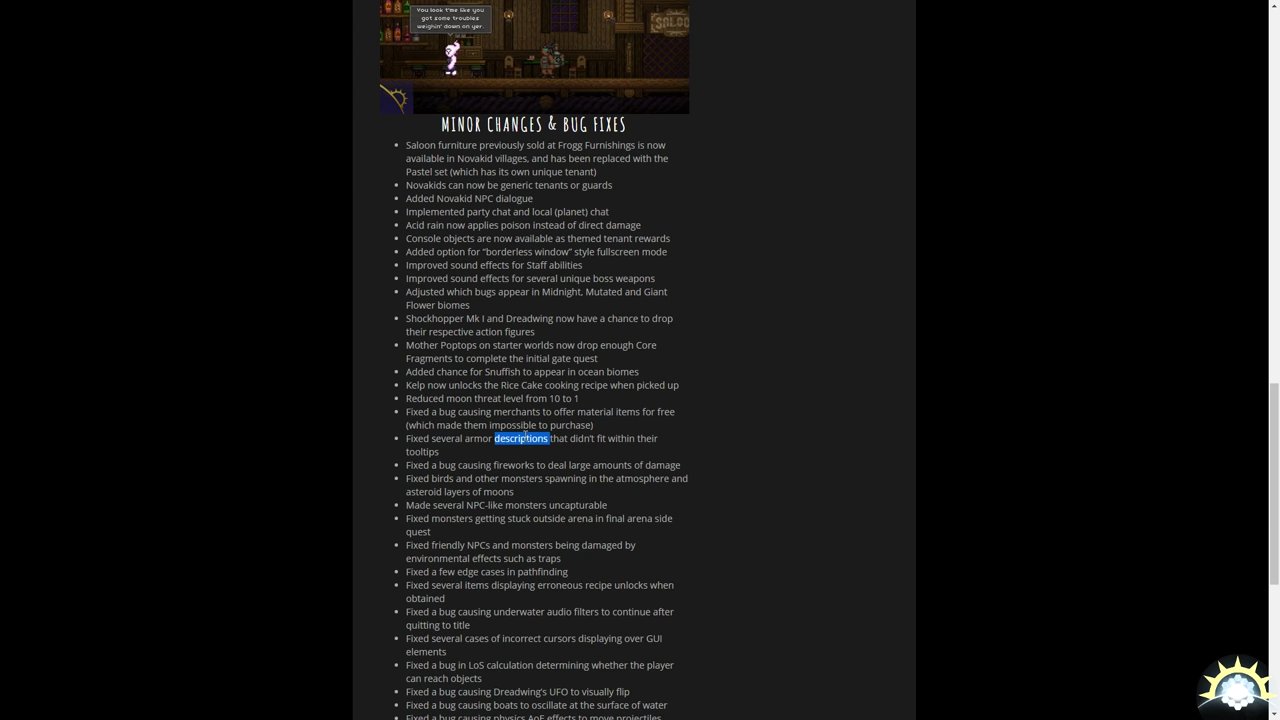 You look t'me like you
got some troubles
weighin' down on yer.
SALOO
MINOR CHANGES & BUG FIXES
Saloon furniture previously sold at Frogg Furnishings is now
available in Novakid villages, and has been replaced with the
Pastel set (which has its own unique tenant)
Novakids can now be generic tenants or guards
Added Novakid NPC dialogue
Implemented party chat and local (planet) chat
Acid rain now applies poison instead of direct damage
Console objects are now available as themed tenant rewards
Added option for “borderless window” style fullscreen mode
Improved sound effects for Staff abilities
Improved sound effects for several unique boss weapons
Adjusted which bugs appear in Midnight, Mutated and Giant
Flower biomes
Shockhopper Mk I and Dreadwing now have a chance to drop
their respective action figures
Mother Poptops on starter worlds now drop enough Core
Fragments to complete the initial gate quest
Added chance for Snuffish to appear in ocean biomes
Kelp now unlocks the Rice Cake cooking recipe when picked up
Reduced moon threat level from 10 to 1
Fixed a bug causing merchants to offer material items for free
(which made them impossible to purchase)
Fixed several armor descriptions that didn’t fit within their
tooltips
Fixed a bug causing fireworks to deal large amounts of damage
Fixed birds and other monsters spawning in the atmosphere and
asteroid layers of moons
Made several NPC-like monsters uncapturable
Fixed monsters getting stuck outside arena in final arena side
quest
Fixed friendly NPCs and monsters being damaged by
environmental effects such as traps
Fixed a few edge cases in pathfinding
Fixed several items displaying erroneous recipe unlocks when
obtained
Fixed a bug causing underwater audio filters to continue after
quitting to title
Fixed several cases of incorrect cursors displaying over GUI
elements
Fixed a bug in LoS calculation determining whether the player
can reach objects
Fixed a bug causing Dreadwing’s UFO to visually flip
Fixed a bug causing boats to oscillate at the surface of water
Fixed a bug causing physics AoE effects to move projectiles